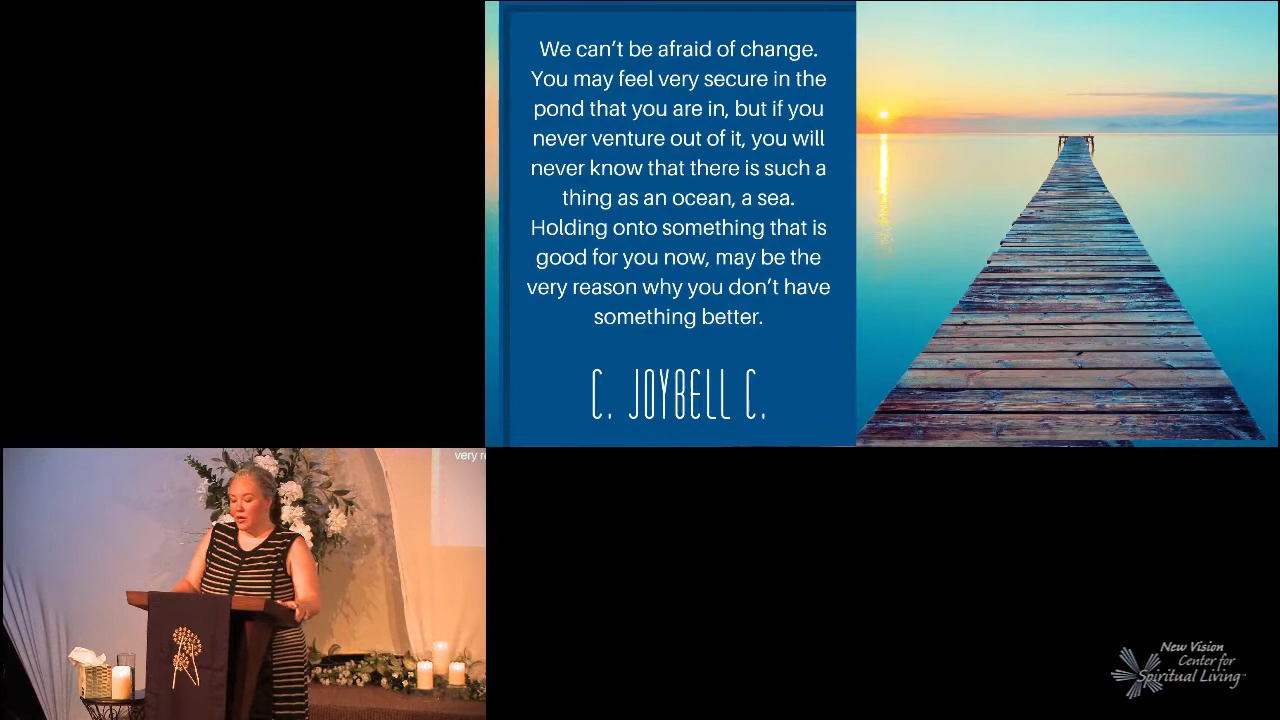 We can't be afraid of change.
You may feel very secure in the
pond that you are in, but if you
never venture out of it, you will
never know that there is such a
thing as an ocean, a sea.
Holding onto something that is
good for you now, may be the
very reason why you don't have
something better.
C. JOYBELL C.
very
New Vision
Center for
Spiritual Living